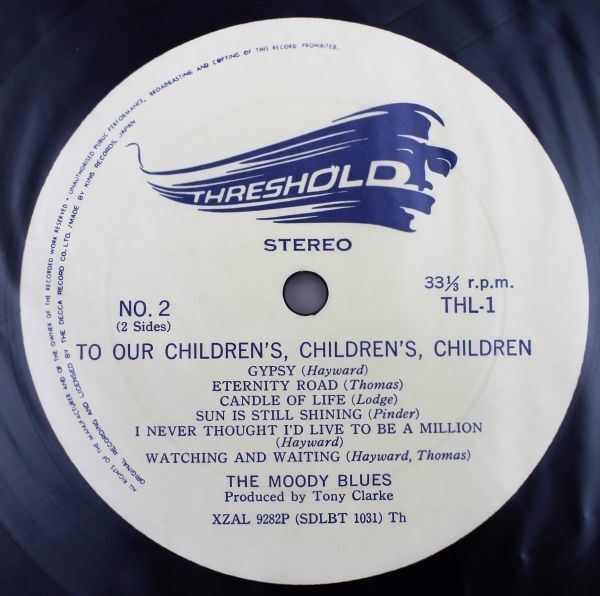 ALL RIGHTS OF THE MANUFACTURER AND OF THE OWNER OF THE RECORDED WORK RESERVED • UNAUTHORISED PUBLIC PERFORMANCE, BROADCASTING AND COPYING OF THIS RECORD PROHIBITED.
ORIGINAL RECORDING AND LICENSED BY THE DECCA RECORD CO. LTD. /MADE BY KING RECORDS, JAPAN
THRESHOLD
STEREO
33⅓ r.p.m.
NO. 2
THL-1
(2 Sides)
TO OUR CHILDREN'S, CHILDREN'S, CHILDREN
GYPSY (Hayward)
ETERNITY ROAD (Thomas)
CANDLE OF LIFE (Lodge)
SUN IS STILL SHINING (Pinder)
I NEVER THOUGHT I'D LIVE TO BE A MILLION
(Hayward)
WATCHING AND WAITING (Hayward, Thomas)
THE MOODY BLUES
Produced by Tony Clarke
XZAL 9282P (SDLBT 1031) Th